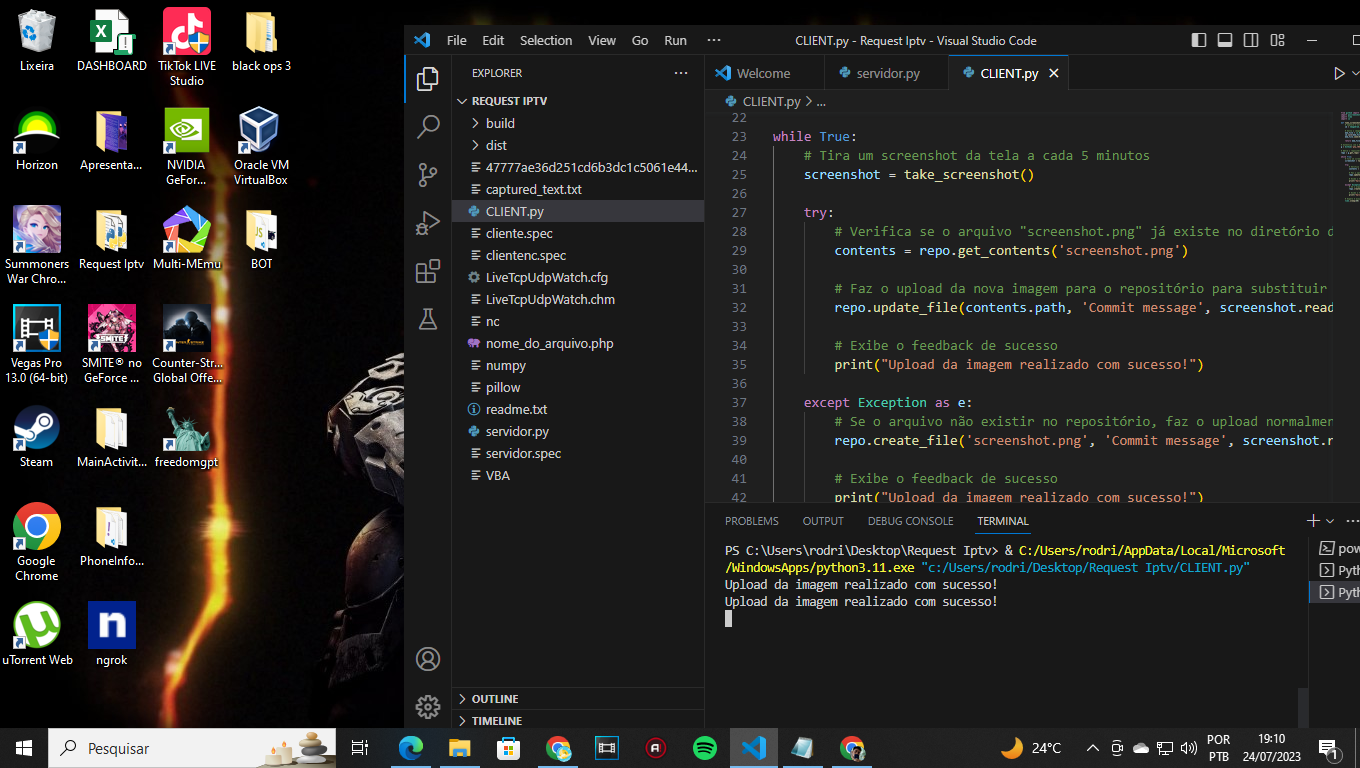 Lixeira
DASHBOARD
TikTok LIVE
Studio
black ops 3
Horizon
Apresenta...
NVIDIA
GeFor...
Oracle VM
VirtualBox
Summoners
War Chro...
Request Iptv
Multi-MEmu
BOT
Vegas Pro
13.0 (64-bit)
SMITE® no
GeForce ...
Counter-Str...
Global Offe...
Steam
MainActivit...
freedomgpt
Google
Chrome
PhoneInfo...
uTorrent Web
ngrok
File Edit Selection View Go Run ···
CLIENT.py - Request Iptv - Visual Studio Code
EXPLORER
REQUEST IPTV
build
dist
47777ae36d251cd6b3dc1c5061e44...
captured_text.txt
CLIENT.py
cliente.spec
clientenc.spec
LiveTcpUdpWatch.cfg
LiveTcpUdpWatch.chm
nc
nome_do_arquivo.php
numpy
pillow
readme.txt
servidor.py
servidor.spec
VBA
OUTLINE
TIMELINE
Welcome
servidor.py
CLIENT.py
CLIENT.py > ...
22
23 while True:
24 # Tira um screenshot da tela a cada 5 minutos
25 screenshot = take_screenshot()
26
27 try:
28 # Verifica se o arquivo "screenshot.png" já existe no diretório d
29 contents = repo.get_contents('screenshot.png')
30
31 # Faz o upload da nova imagem para o repositório para substituir
32 repo.update_file(contents.path, 'Commit message', screenshot.read
33
34 # Exibe o feedback de sucesso
35 print("Upload da imagem realizado com sucesso!")
36
37 except Exception as e:
38 # Se o arquivo não existir no repositório, faz o upload normalmen
39 repo.create_file('screenshot.png', 'Commit message', screenshot.r
40
41 # Exibe o feedback de sucesso
42 print("Upload da imagem realizado com sucesso!")
PROBLEMS OUTPUT DEBUG CONSOLE TERMINAL
PS C:\Users\rodri\Desktop\Request Iptv> & C:/Users/rodri/AppData/Local/Microsoft
/WindowsApps/python3.11.exe "c:/Users/rodri/Desktop/Request Iptv/CLIENT.py"
Upload da imagem realizado com sucesso!
Upload da imagem realizado com sucesso!
pow
Pyth
Pyth
Pesquisar
24°C
POR
PTB
19:10
24/07/2023
1